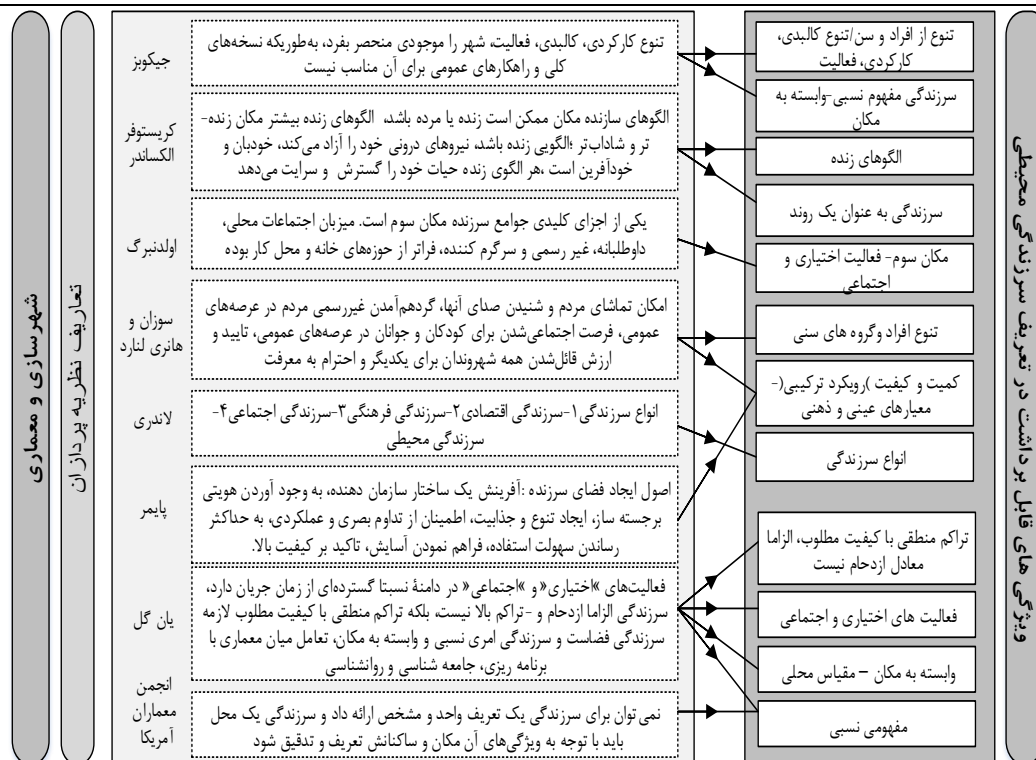 ویژگی های قابل برداشت در تعریف سرزندگی محیطی
تنوع از افراد و سن/تنوع کالبدی،
کارکردی، فعالیت
سرزندگی مفهوم نسبی-وابسته به
مکان
الگوهای زنده
سرزندگی به عنوان یک روند
مکان سوم- فعالیت اختیاری و
اجتماعی
تنوع افراد وگروه های سنی
کمیت و کیفیت )رویکرد ترکیبی(-
معیارهای عینی و ذهنی
انواع سرزندگی
تراکم منطقی با کیفیت مطلوب، الزاما
معادل ازدحام نیست
فعالیت های اختیاری و اجتماعی
وابسته به مکان – مقیاس محلی
مفهومی نسبی
تنوع کارکردی، کالبدی، فعالیت، شهر را موجودی منحصر بفرد، به‌طوریکه نسخه‌های
کلی و راهکارهای عمومی برای آن مناسب نیست
الگوهای سازنده مکان ممکن است زنده یا مرده باشد، الگوهای زنده بیشتر مکان زنده-
تر و شاداب‌تر ؛الگویی زنده باشد، نیروهای درونی خود را آزاد می‌کند، خودبان و
خودآفرین است ،هر الگوی زنده حیات خود را گسترش و سرایت می‌دهد
یکی از اجزای کلیدی جوامع سرزنده مکان سوم است. میزبان اجتماعات محلی،
داوطلبانه، غیر رسمی و سرگرم کننده، فراتر از حوزه‌های خانه و محل کار بوده
امکان تماشای مردم و شنیدن صدای آنها، گردهم‌آمدن غیررسمی مردم در عرصه‌های
عمومی، فرصت اجتماعی‌شدن برای کودکان و جوانان در عرصه‌های عمومی، تایید و
ارزش قائل‌شدن همه شهروندان برای یکدیگر و احترام به معرفت
انواع سرزندگی۱-سرزندگی اقتصادی۲-سرزندگی فرهنگی۳-سرزندگی اجتماعی۴-
سرزندگی محیطی
اصول ایجاد فضای سرزنده :آفرینش یک ساختار سازمان دهنده، به وجود آوردن هویتی
برجسته ساز، ایجاد تنوع و جذابیت، اطمینان از تداوم بصری و عملکردی، به حداکثر
رساندن سهولت استفاده، فراهم نمودن آسایش، تاکید بر کیفیت بالا.
فعالیت‌های »اختیاری« و »اجتماعی« در دامنهٔ نسبتا گسترده‌ای از زمان جریان دارد،
سرزندگی الزاما ازدحام و -تراکم بالا نیست، بلکه تراکم منطقی با کیفیت مطلوب لازمه
سرزندگی فضاست و سرزندگی امری نسبی و وابسته به مکان، تعامل میان معماری با
برنامه ریزی، جامعه شناسی و روانشناسی
نمی توان برای سرزندگی یک تعریف واحد و مشخص ارائه داد و سرزندگی یک محل
باید با توجه به ویژگی‌های آن مکان و ساکنانش تعریف و تدقیق شود
جیکوبز
کریستوفر
الکساندر
اولدنبرگ
سوزان و
هانری لنارد
لاندری
پایمر
یان گل
انجمن
معماران
آمریکا
تعاریف نظریه پردازان
شهرسازی و معماری